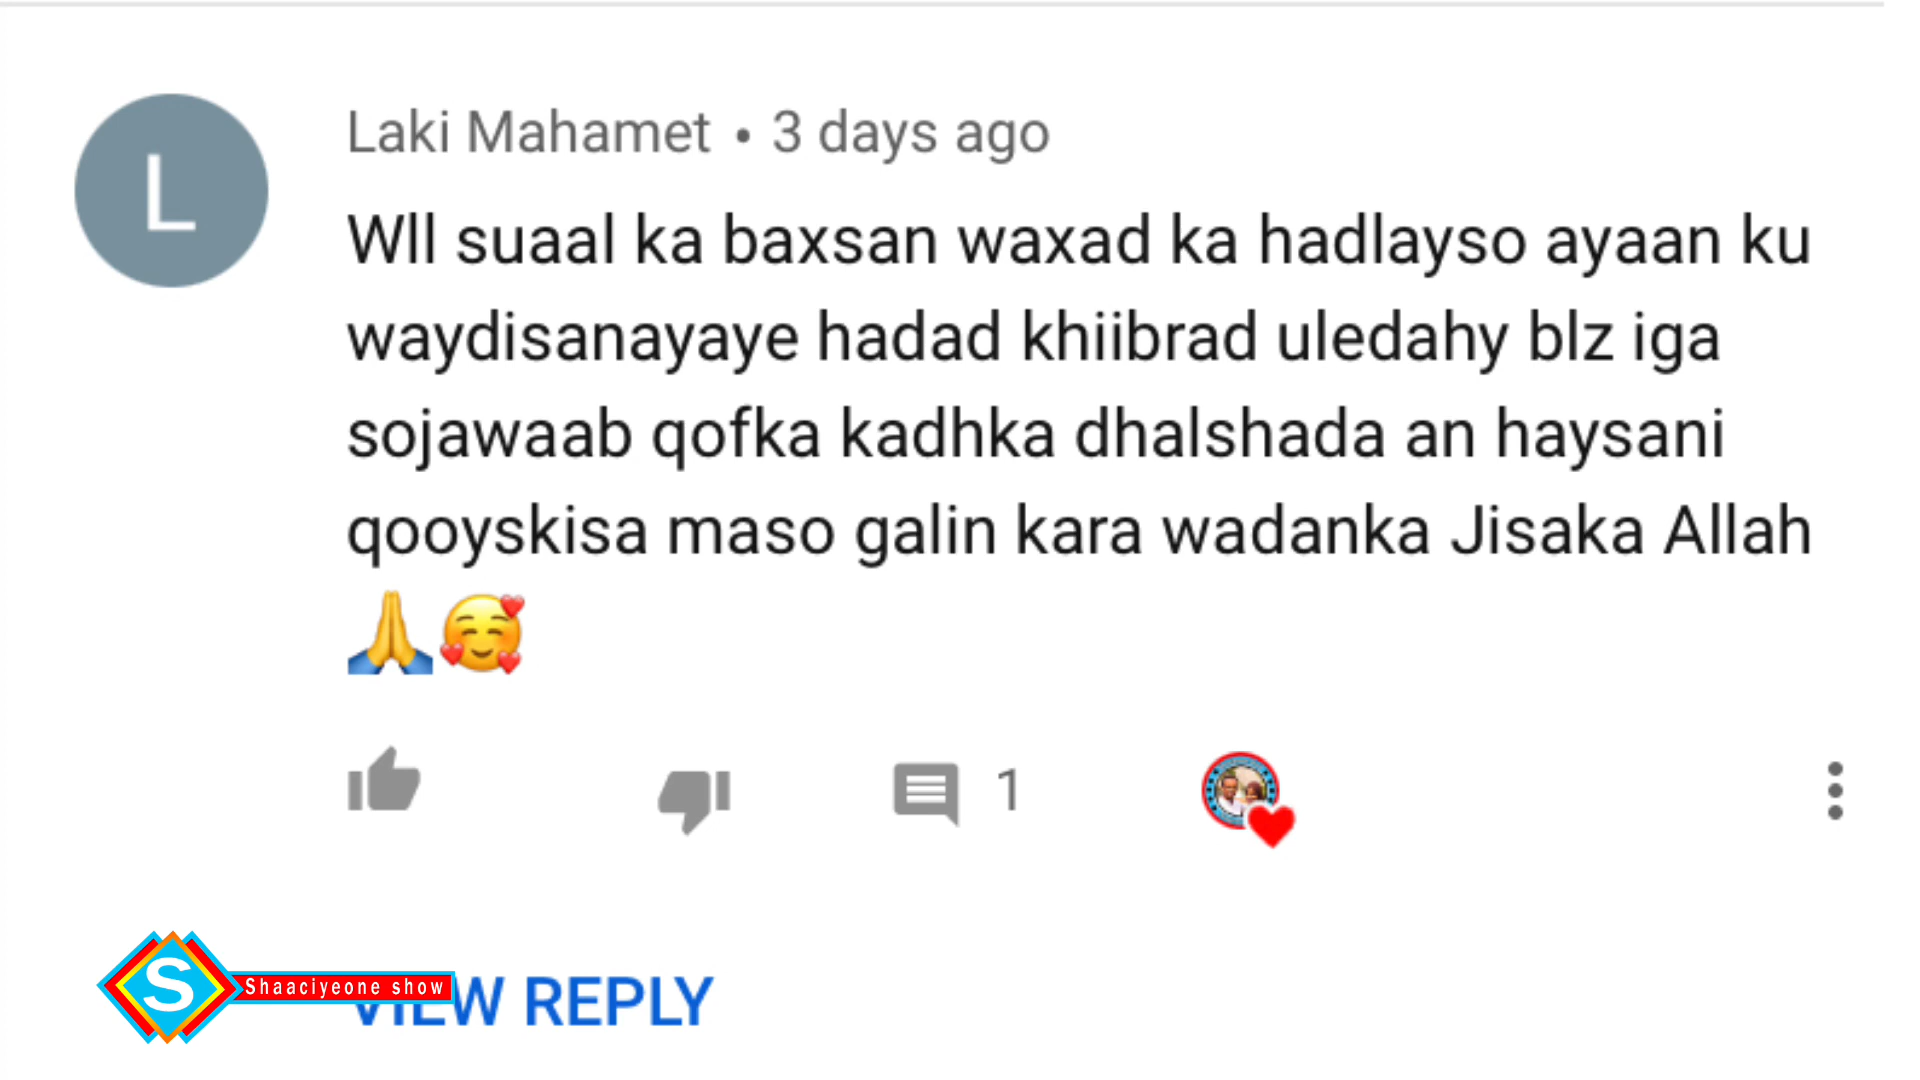 Laki Mahamet • 3 days ago
L
Wll suaal ka baxsan waxad ka hadlayso ayaan ku
waydisanayaye hadad khiibrad uledahy blz iga
sojawaab qofka kadhka dhalshada an haysani
qooyskisa maso galin kara wadanka Jisaka Allah
🙏🥰
1
S
Shaaciyeone show
VIEW REPLY